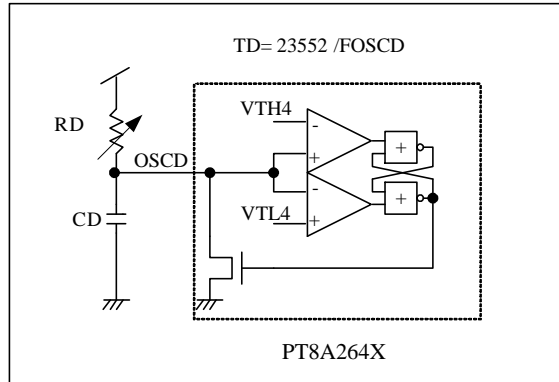 TD= 23552 /FOSCD
VTH4
-
+
+
RD
OSCD
-
+
+
CD
VTL4
PT8A264X